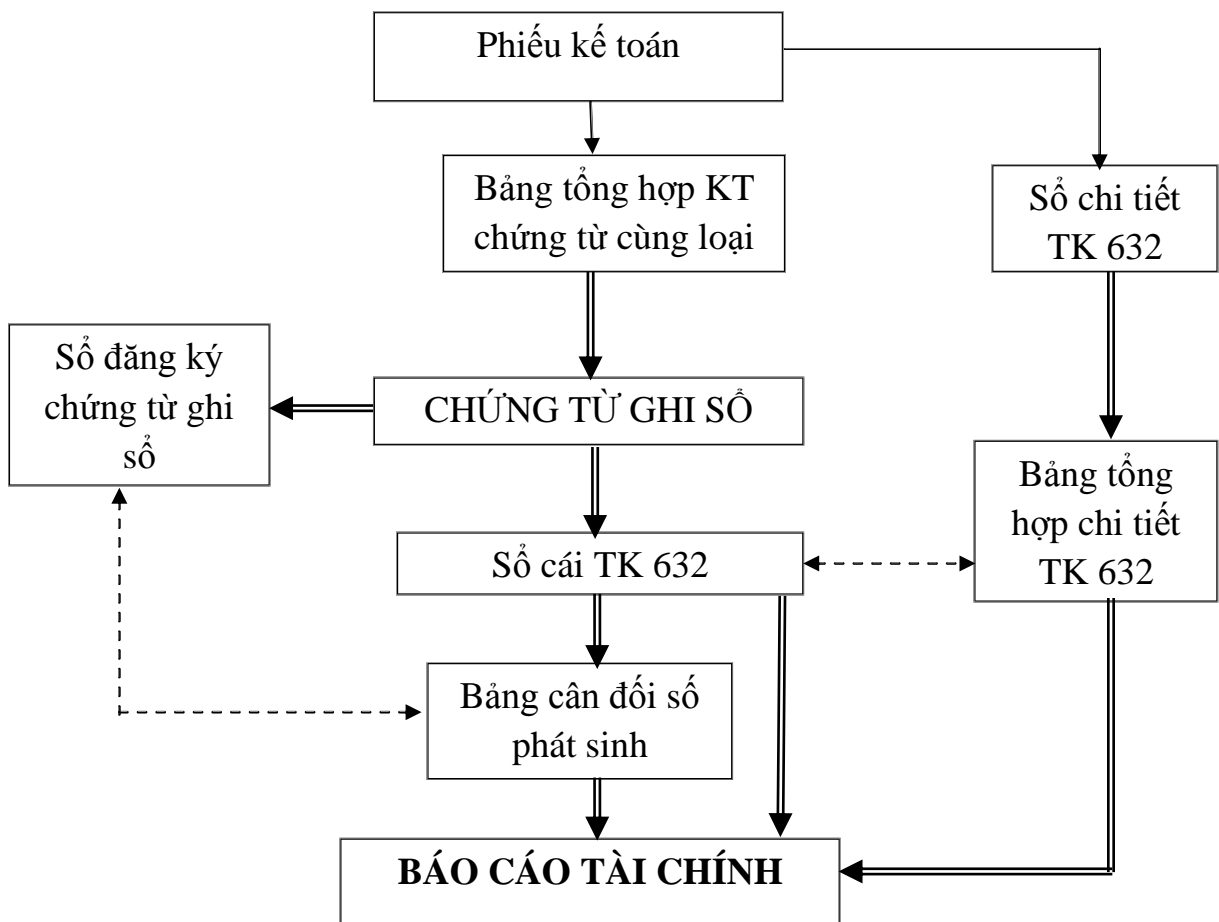 Phiếu kế toán
Bảng tổng hợp KT
chứng từ cùng loại
Sổ chi tiết
TK 632
Sổ đăng ký
chứng từ ghi
sổ
CHỨNG TỪ GHI SỔ
Bảng tổng
hợp chi tiết
TK 632
Sổ cái TK 632
Bảng cân đối số
phát sinh
BÁO CÁO TÀI CHÍNH